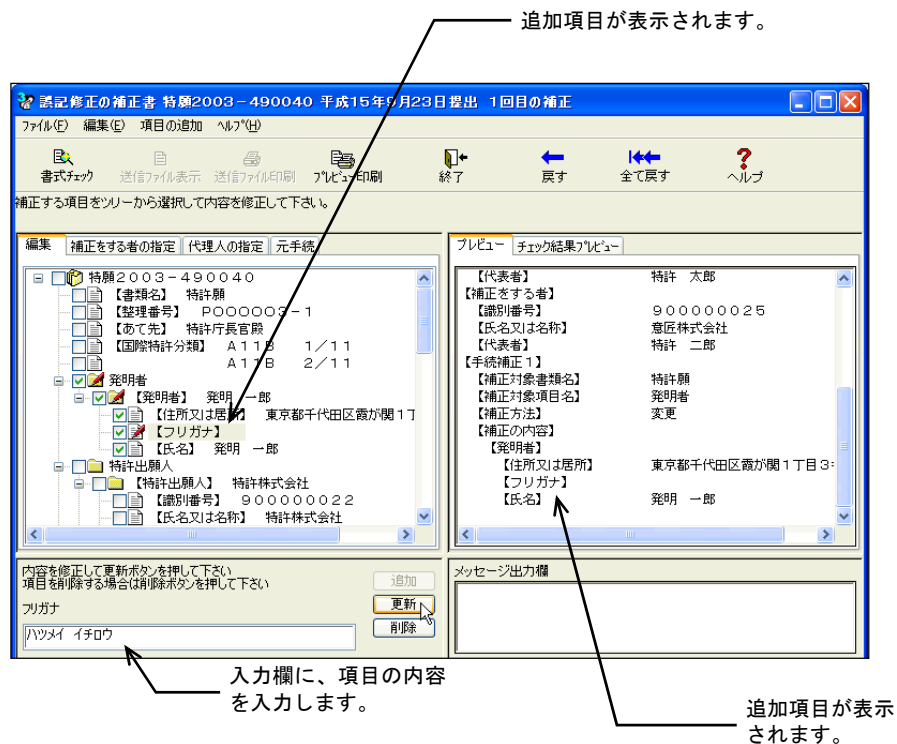 追加項目が表示されます。
誤記修正の補正書 特願2003-490040 平成15年9月23日提出 1回目の補正
ファイル(F) 編集(E) 項目の追加 ヘルプ(H)
書式チェック 送信ファイル表示 送信ファイル印刷 プレビュー印刷 終了 戻す 全て戻す ヘルプ
補正する項目をツリーから選択して内容を修正して下さい。
編集 補正をする者の指定 代理人の指定 元手続
特願2003-490040
【書類名】 特許願
【整理番号】 P000003-1
【あて先】 特許庁長官殿
【国際特許分類】 A11B 1/11
A11B 2/11
発明者
【発明者】 発明 一郎
【住所又は居所】 東京都千代田区霞が関1丁
【フリガナ】
【氏名】 発明 一郎
特許出願人
【特許出願人】 特許株式会社
【識別番号】 900000022
【氏名又は名称】 特許株式会社
プレビュー チェック結果プレビュー
【代表者】 特許 太郎
【補正をする者】
【識別番号】 900000025
【氏名又は名称】 意匠株式会社
【代表者】 特許 二郎
【手続補正1】
【補正対象書類名】 特許願
【補正対象項目名】 発明者
【補正方法】 変更
【補正の内容】
【発明者】
【住所又は居所】 東京都千代田区霞が関1丁目3
【フリガナ】
【氏名】 発明 一郎
内容を修正して更新ボタンを押して下さい
項目を削除する場合は削除ボタンを押して下さい
フリガナ
ハツメイ イチロウ
追加
更新
削除
メッセージ出力欄
入力欄に、項目の内容
を入力します。
追加項目が表示
されます。